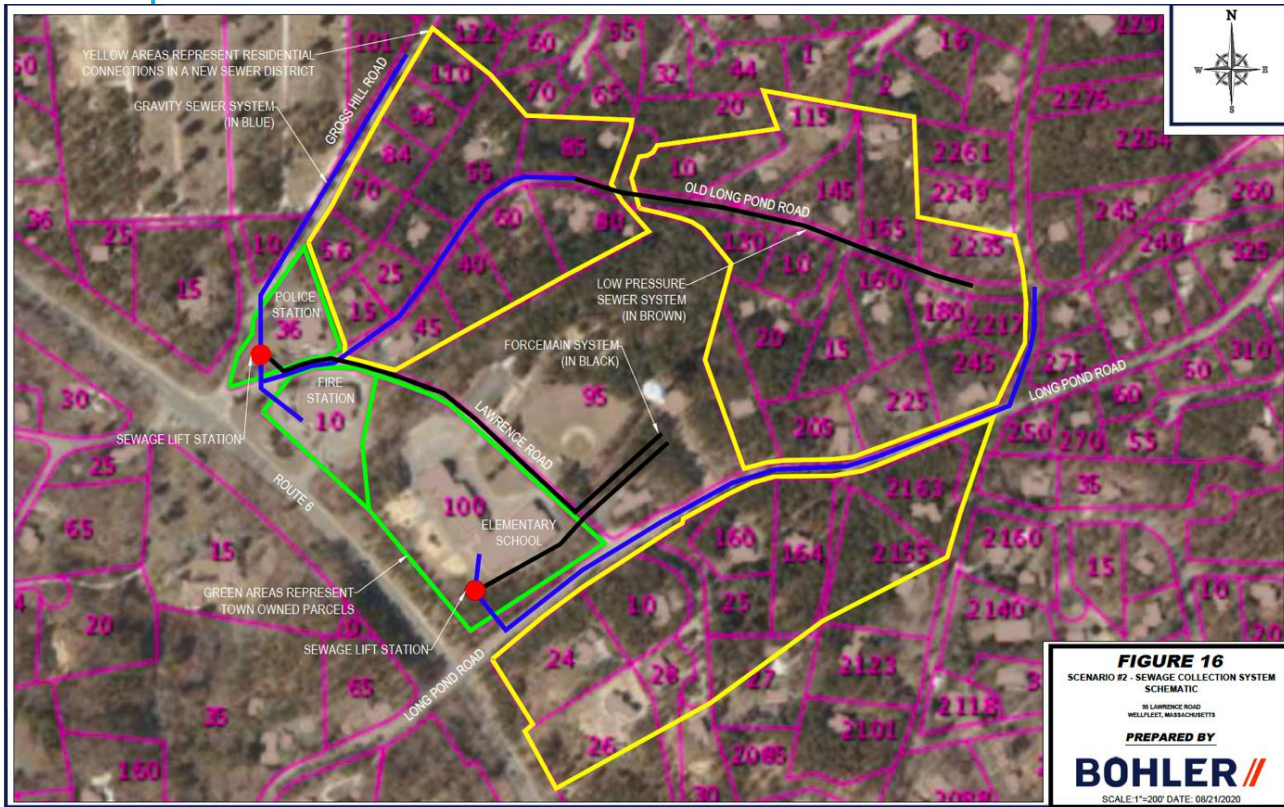 YELLOW AREAS REPRESENT RESIDENTIAL
CONNECTIONS IN A NEW SEWER DISTRICT
GRAVITY SEWER SYSTEM
(IN BLUE)
GROSS HILL ROAD
N
W
E
S
101
122
60
95
110
70
65
32
44
20
1
16
2
2276
2254
96
84
70
55
85
10
115
2261
2249
36
25
10
15
56
25
15
60
40
45
80
OLD LONG POND ROAD
145
165
130
10
160
180
2235
2217
245
245
240
260
325
310
POLICE
STATION
36
LOW PRESSURE
SEWER SYSTEM
(IN BROWN)
FIRE
STATION
10
FORCEMAIN SYSTEM
(IN BLACK)
95
20
15
225
205
275
60
50
250
270
55
LONG POND ROAD
30
25
SEWAGE LIFT STATION
LAWRENCE ROAD
ROUTE 6
100
ELEMENTARY
SCHOOL
65
15
20
35
65
160
GREEN AREAS REPRESENT
TOWN OWNED PARCELS
SEWAGE LIFT STATION
LONG POND ROAD
160
164
2163
2155
2160
35
15
10
25
10
24
28
27
26
2123
2101
2085
2140
2118
30
FIGURE 16
SCENARIO #2 - SEWAGE COLLECTION SYSTEM
SCHEMATIC
95 LAWRENCE ROAD
WELLFLEET, MASSACHUSETTS
PREPARED BY
BOHLER //
SCALE:1"=200' DATE: 08/21/2020